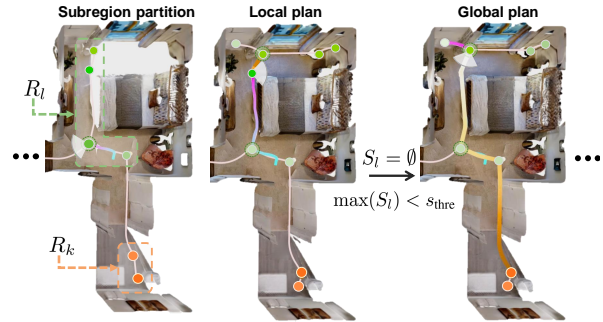 Subregion partition
Local plan
Global plan
R_l
S_l = ∅
max(S_l) < s_thre
R_k